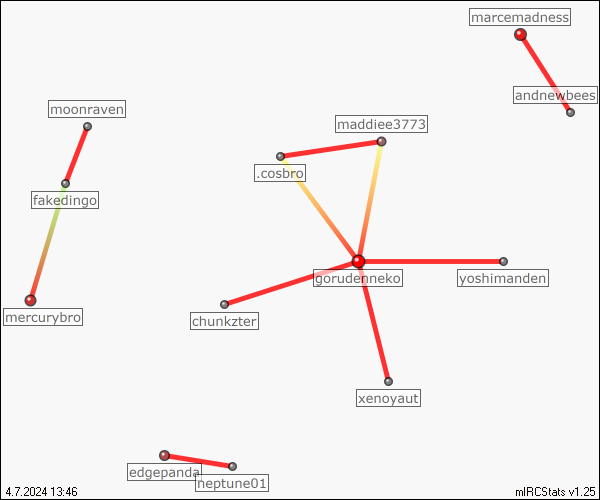 marcemadness
andnewbees
moonraven
maddiee3773
.cosbro
fakedingo
gorudenneko
yoshimanden
mercurybro
chunkzter
xenoyaut
edgepanda
neptune01
4.7.2024 13:46
mIRCStats v1.25